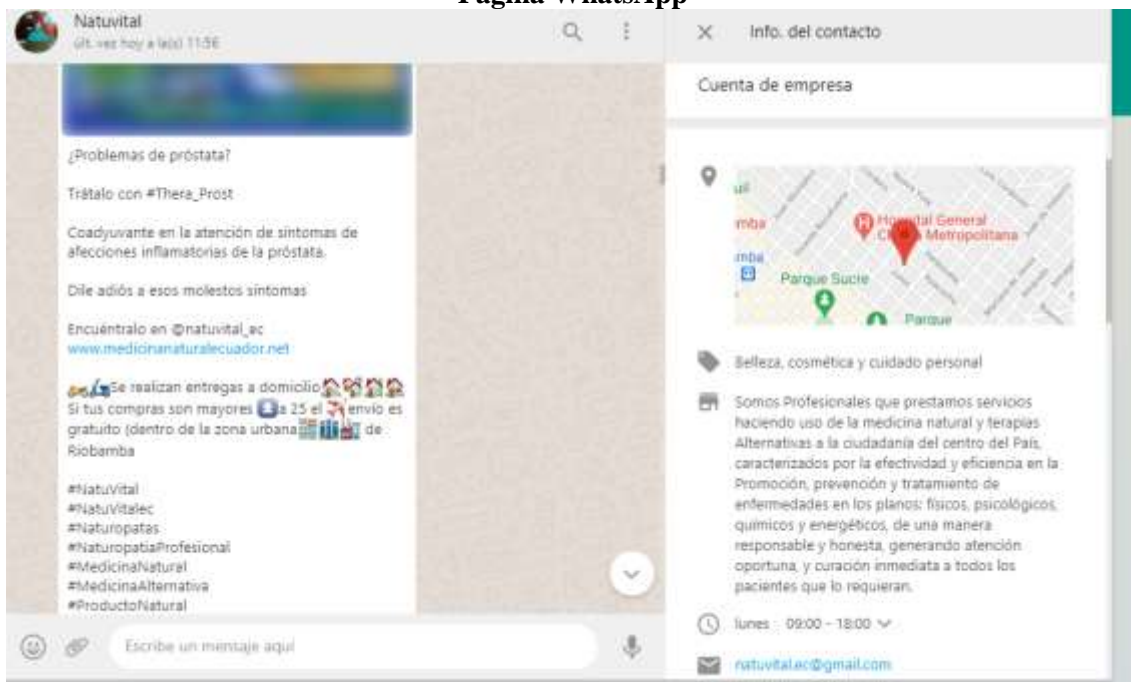 Página WhatsApp
Natuvital
últ. vez hoy a la(s) 11:56
¿Problemas de próstata?
Trátalo con #Thera_Prost
Coadyuvante en la atención de síntomas de
afecciones inflamatorias de la próstata.
Dile adiós a esos molestos síntomas
Encuéntralo en @natuvital_ec
www.medicinanaturalecuador.net
Se realizan entregas a domicilio
Si tus compras son mayores a 25 el envío es
gratuito (dentro de la zona urbana de
Riobamba
#NatuVital
#NatuVitalec
#Naturopatas
#NaturopatiaProfesional
#MedicinaNatural
#MedicinaAlternativa
#ProductoNatural
Escribe un mensaje aquí
Info. del contacto
Cuenta de empresa
uil
mba
Hospital General
Metropolitana
mba
Parque Sucre
Parque
Belleza, cosmética y cuidado personal
Somos Profesionales que prestamos servicios
haciendo uso de la medicina natural y terapias
Alternativas a la ciudadanía del centro del País,
caracterizados por la efectividad y eficiencia en la
Promoción, prevención y tratamiento de
enfermedades en los planos: físicos, psicológicos,
químicos y energéticos, de una manera
responsable y honesta, generando atención
oportuna, y curación inmediata a todos los
pacientes que lo requieran.
lunes 09:00 - 18:00
natuvital.ec@gmail.com